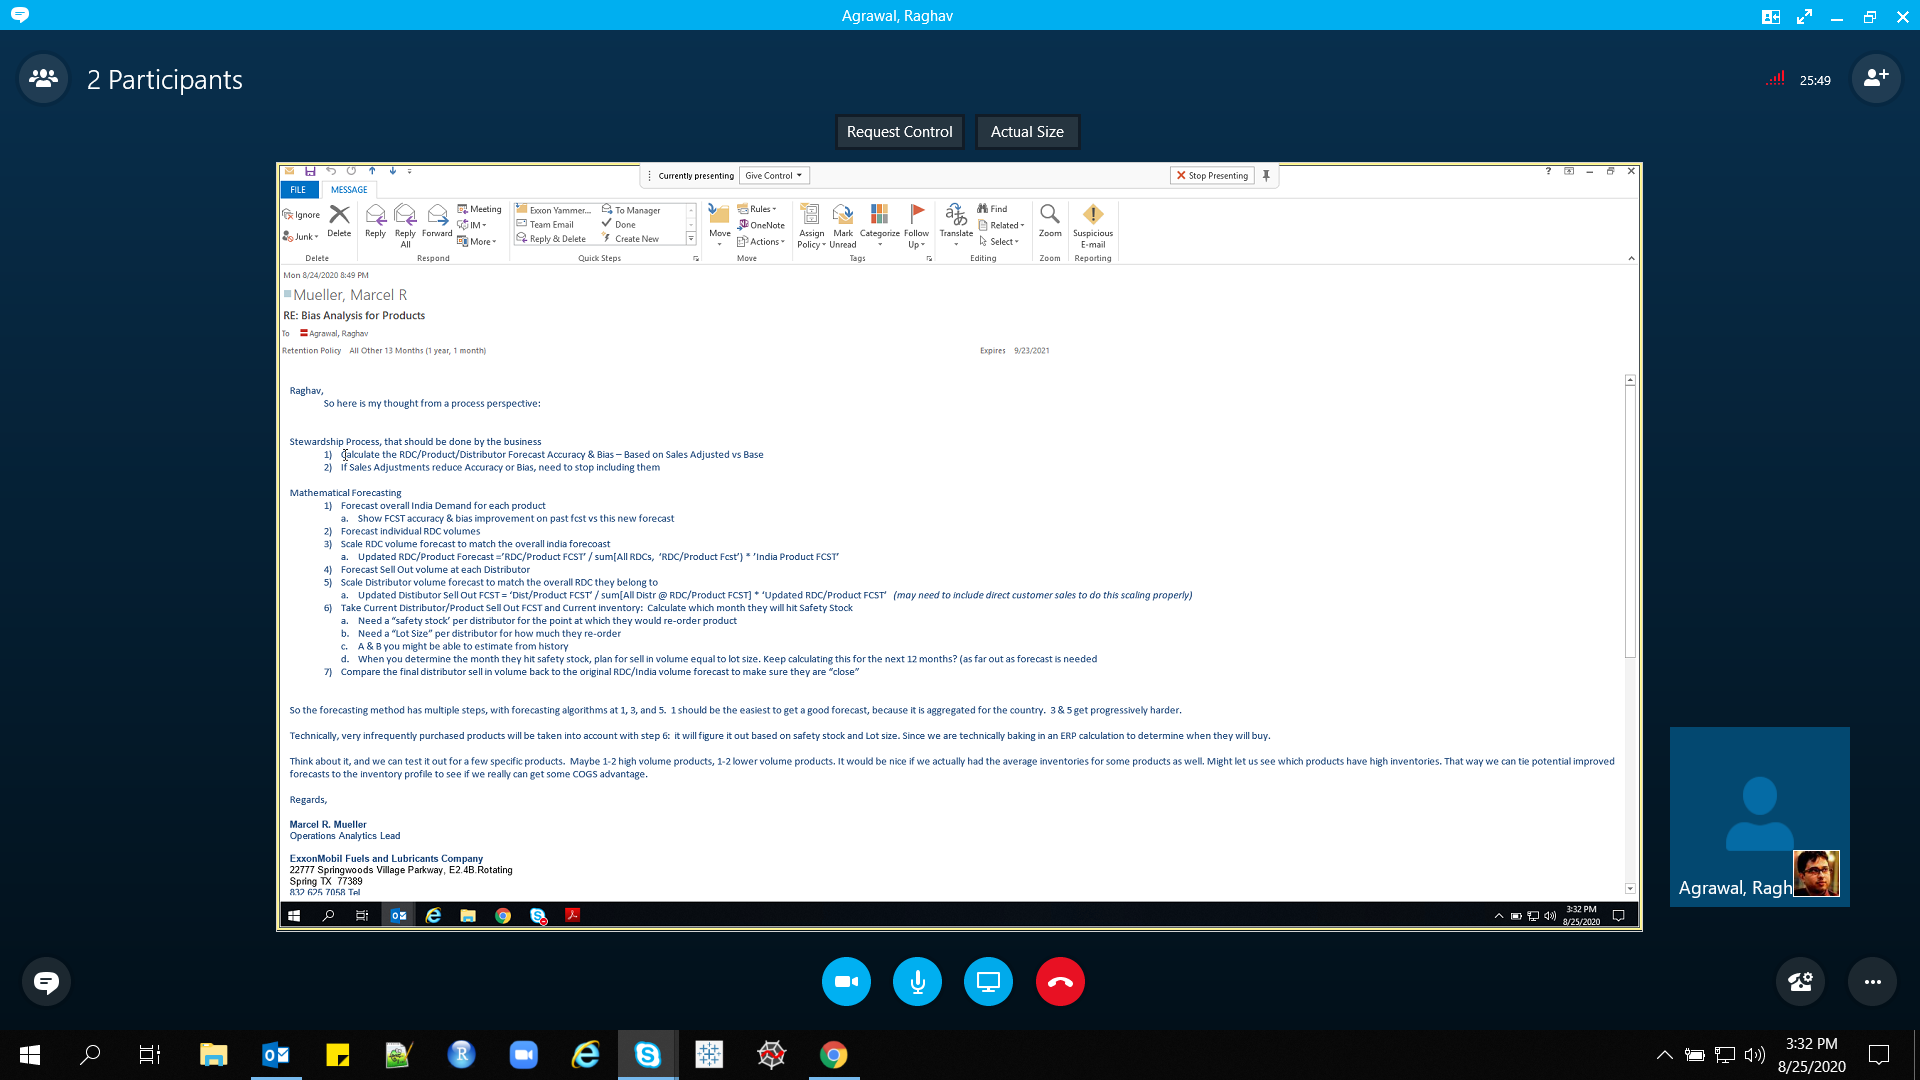 Agrawal, Raghav
2 Participants
25:49
Request Control
Actual Size
Currently presenting
Give Control
Stop Presenting
FILE
MESSAGE
Ignore
Junk
Delete
Reply
Reply All
Forward
Meeting
IM
More
Exxon Yammer...
To Manager
Team Email
Done
Reply & Delete
Create New
Move
Rules
OneNote
Actions
Assign Policy
Mark Unread
Categorize
Follow Up
Translate
Find
Related
Select
Zoom
Suspicious E-mail
Delete
Respond
Quick Steps
Move
Tags
Editing
Zoom
Reporting
Mon 8/24/2020 8:49 PM
Mueller, Marcel R
RE: Bias Analysis for Products
To Agrawal, Raghav
Retention Policy All Other 13 Months (1 year, 1 month)
Expires 9/23/2021
Raghav,
So here is my thought from a process perspective:
Stewardship Process, that should be done by the business
1) Calculate the RDC/Product/Distributor Forecast Accuracy & Bias – Based on Sales Adjusted vs Base
2) If Sales Adjustments reduce Accuracy or Bias, need to stop including them
Mathematical Forecasting
1) Forecast overall India Demand for each product
a. Show FCST accuracy & bias improvement on past fcst vs this new forecast
2) Forecast individual RDC volumes
3) Scale RDC volume forecast to match the overall india forecoast
a. Updated RDC/Product Forecast =’RDC/Product FCST’ / sum[All RDCs, ‘RDC/Product Fcst’) * ’India Product FCST’
4) Forecast Sell Out volume at each Distributor
5) Scale Distributor volume forecast to match the overall RDC they belong to
a. Updated Distibutor Sell Out FCST = ‘Dist/Product FCST’ / sum[All Distr @ RDC/Product FCST] * ‘Updated RDC/Product FCST’ (may need to include direct customer sales to do this scaling properly)
6) Take Current Distributor/Product Sell Out FCST and Current inventory: Calculate which month they will hit Safety Stock
a. Need a “safety stock’ per distributor for the point at which they would re-order product
b. Need a “Lot Size” per distributor for how much they re-order
c. A & B you might be able to estimate from history
d. When you determine the month they hit safety stock, plan for sell in volume equal to lot size. Keep calculating this for the next 12 months? (as far out as forecast is needed
7) Compare the final distributor sell in volume back to the original RDC/India volume forecast to make sure they are “close”
So the forecasting method has multiple steps, with forecasting algorithms at 1, 3, and 5. 1 should be the easiest to get a good forecast, because it is aggregated for the country. 3 & 5 get progressively harder.
Technically, very infrequently purchased products will be taken into account with step 6: it will figure it out based on safety stock and Lot size. Since we are technically baking in an ERP calculation to determine when they will buy.
Think about it, and we can test it out for a few specific products. Maybe 1-2 high volume products, 1-2 lower volume products. It would be nice if we actually had the average inventories for some products as well. Might let us see which products have high inventories. That way we can tie potential improved
forecasts to the inventory profile to see if we really can get some COGS advantage.
Regards,
Marcel R. Mueller
Operations Analytics Lead
ExxonMobil Fuels and Lubricants Company
22777 Springwoods Village Parkway, E2.4B.Rotating
Spring TX 77389
832 625 7058 Tel
3:32 PM
8/25/2020
Agrawal, Ragh
3:32 PM
8/25/2020